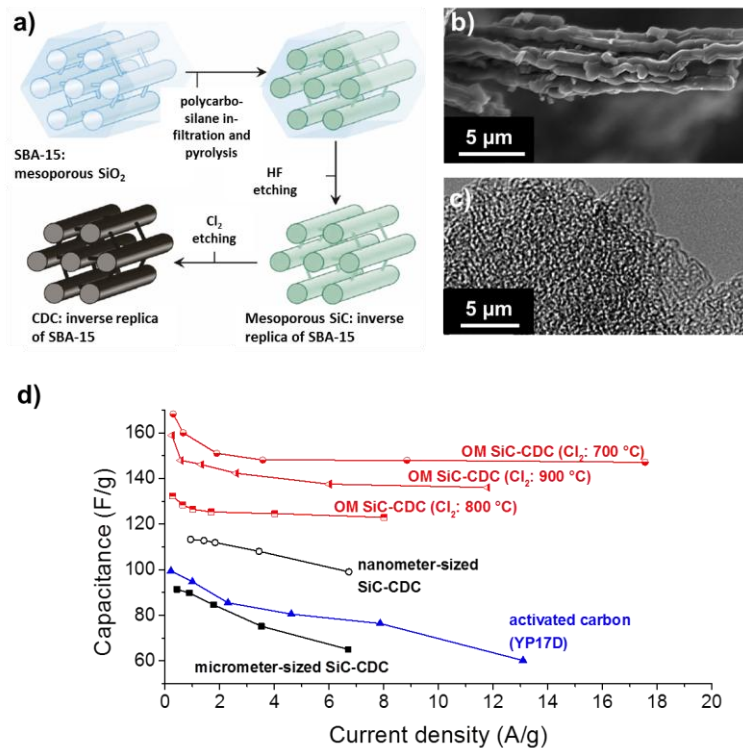 a)
polycarbo-
silane in-
filtration and
pyrolysis
SBA-15:
mesoporous SiO₂
HF
etching
Cl₂
etching
CDC: inverse replica
of SBA-15
Mesoporous SiC: inverse
replica of SBA-15
b)
5 µm
c)
5 µm
d)
Capacitance (F/g)
160
140
120
100
80
60
OM SiC-CDC (Cl₂: 700 °C)
OM SiC-CDC (Cl₂: 900 °C)
OM SiC-CDC (Cl₂: 800 °C)
nanometer-sized
SiC-CDC
activated carbon
(YP17D)
micrometer-sized SiC-CDC
0 2 4 6 8 10 12 14 16 18 20
Current density (A/g)